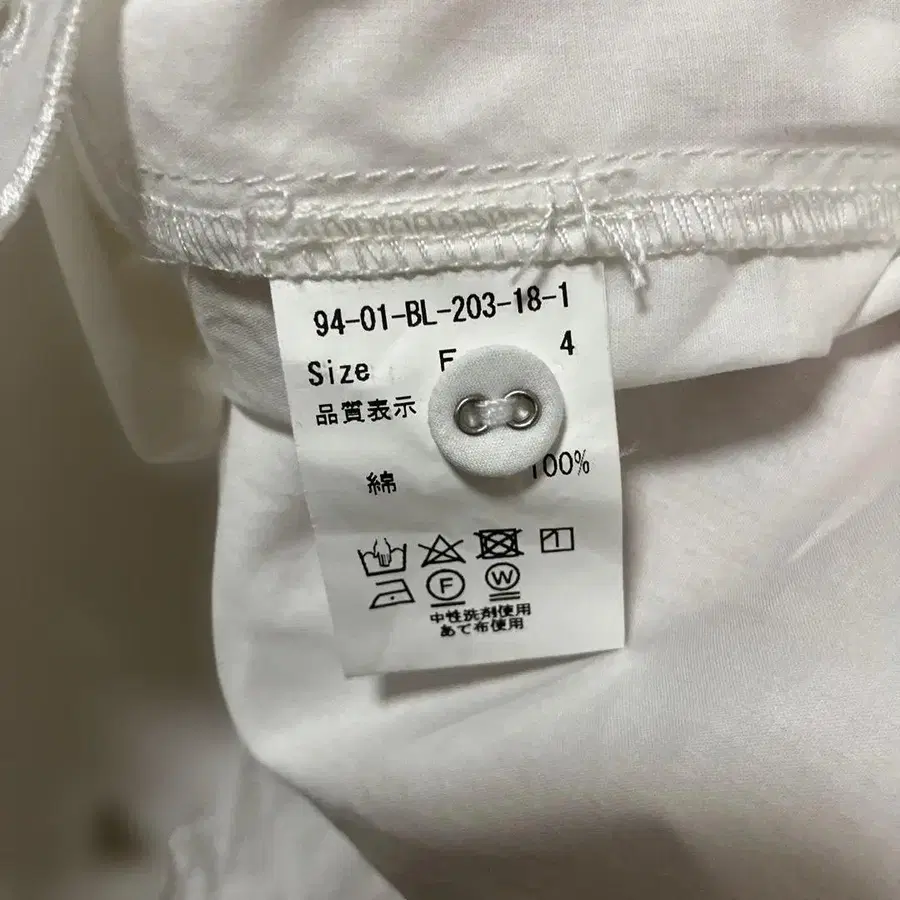 94-01-BL-203-18-1
Size F 4
品質表示
綿 100%
1
F W
中性洗剤使用
あて布使用